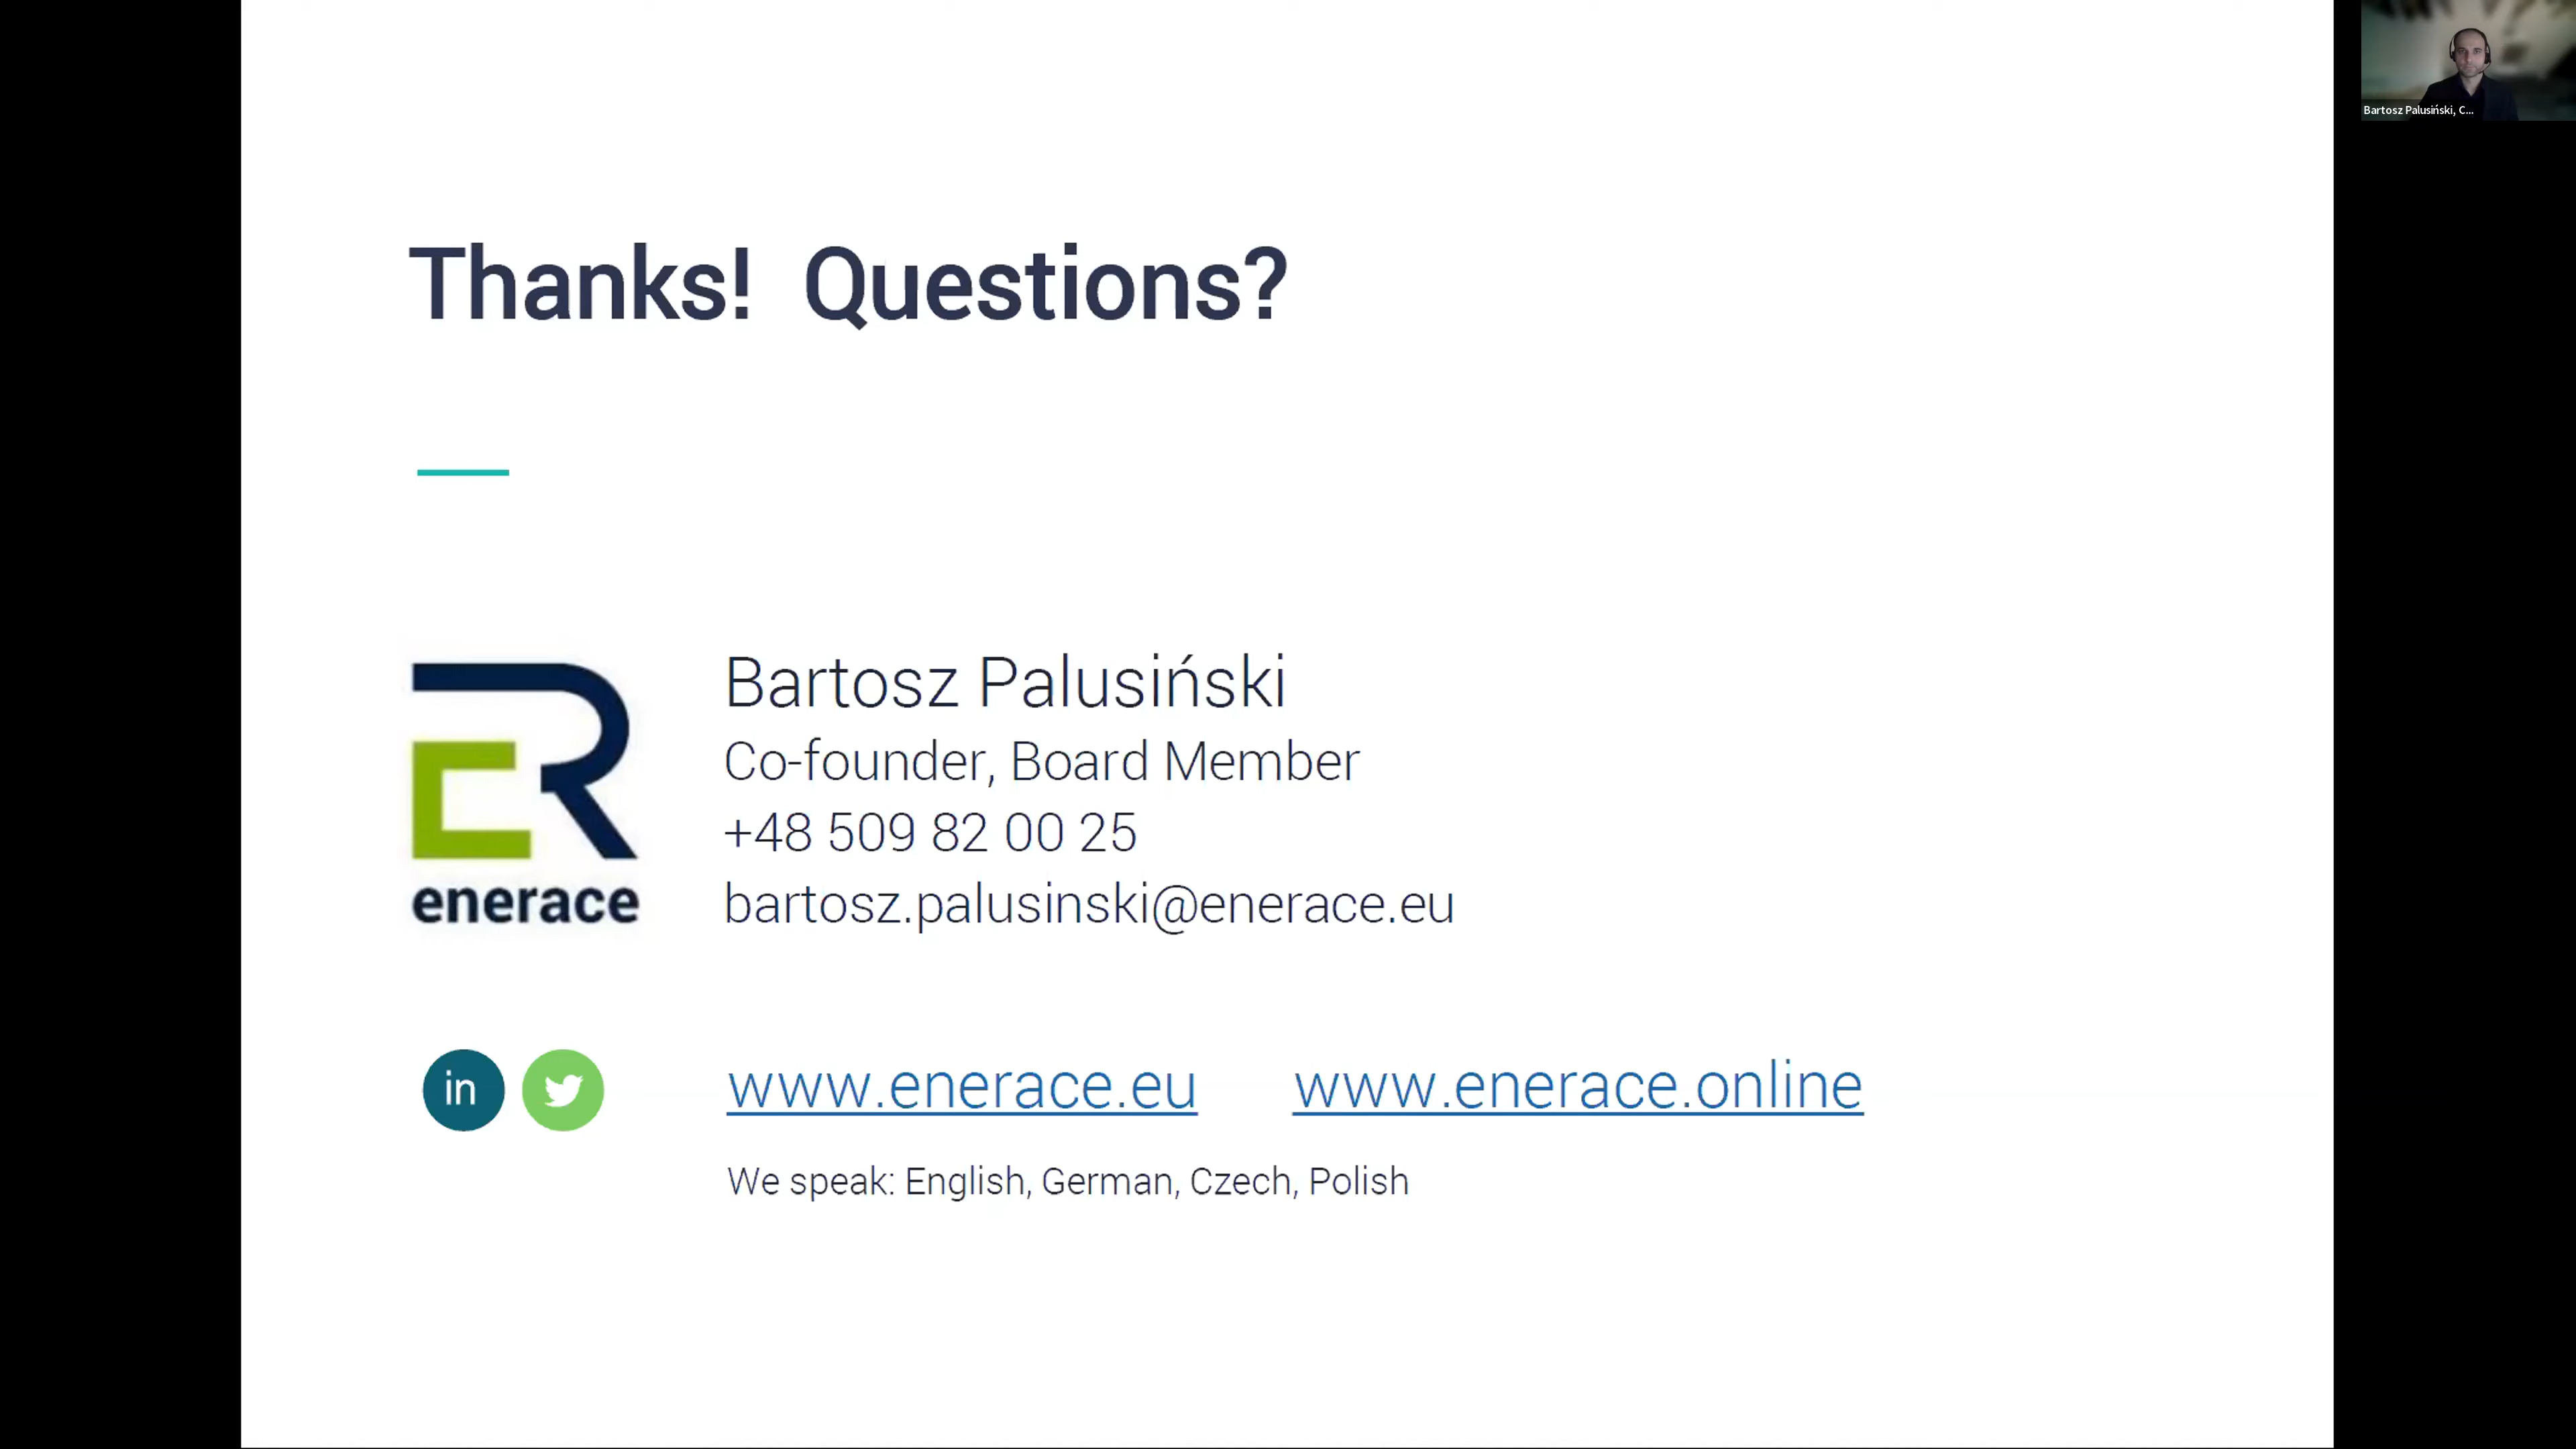 Thanks!  Questions?
Bartosz Palusiński
Co-founder, Board Member
+48 509 82 00 25
bartosz.palusinski@enerace.eu
enerace
in
www.enerace.eu
www.enerace.online
We speak: English, German, Czech, Polish
Bartosz Palusiński, C...